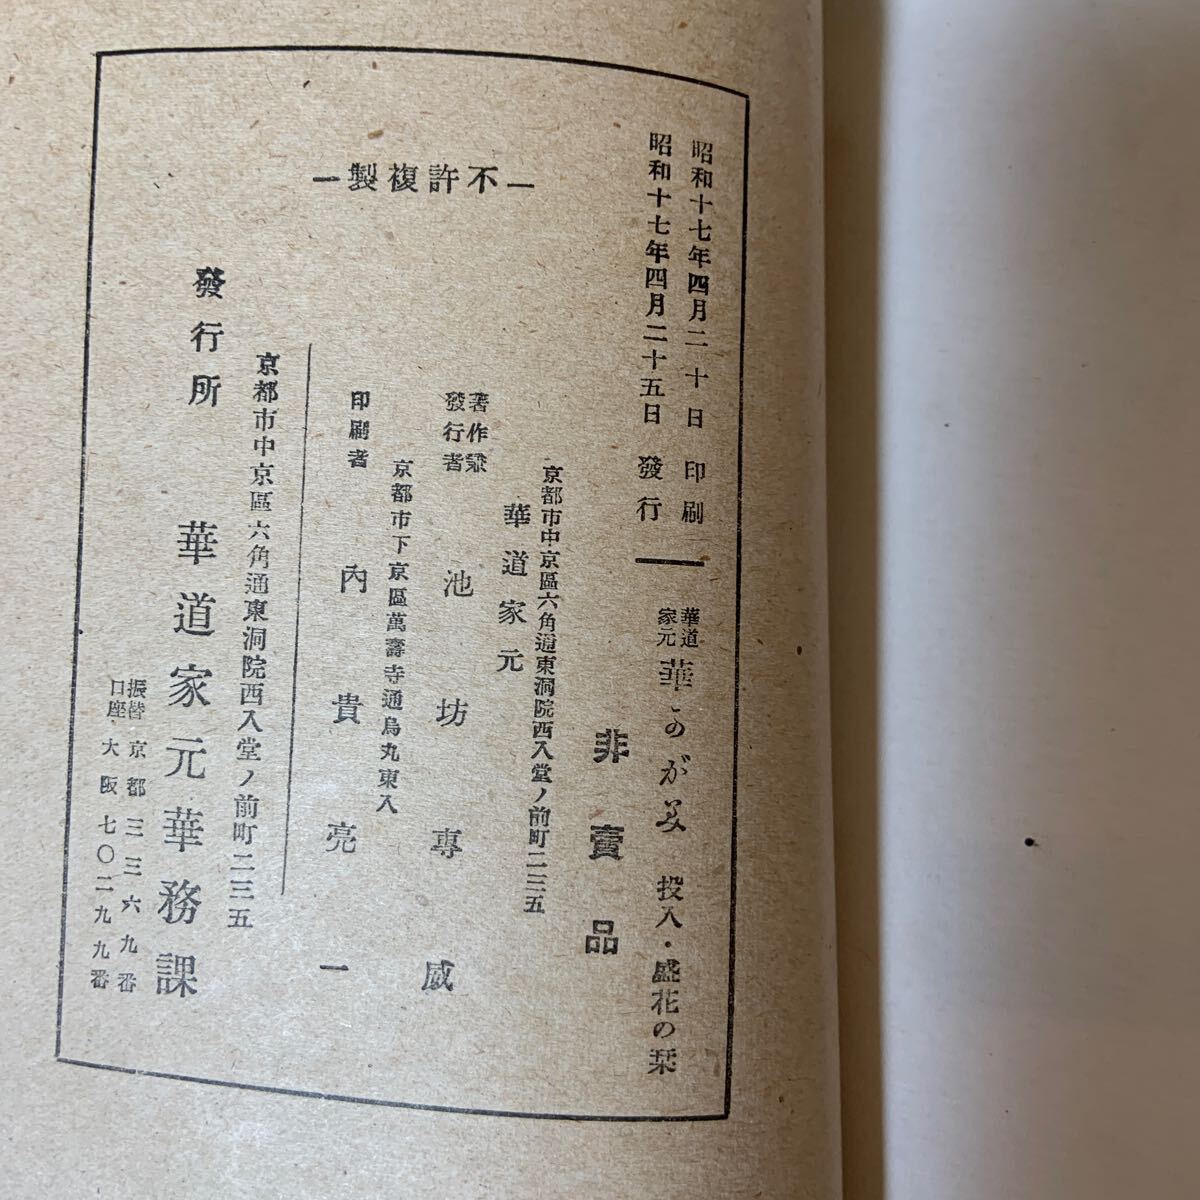 昭和十七年四月二十日 印刷
昭和十七年四月二十五日 發行
華道家元 華かがみ 投入・盛花の栞
非賣品
不許複製
京都市中京區六角通東洞院西入堂ノ前町二三五
華道家元
著作兼發行者 池坊專威
京都市下京區萬壽寺通烏丸東入
印刷者 內貴亮一
京都市中京區六角通東洞院西入堂ノ前町二三五
發行所 華道家元華務課
振替口座 京都三三六九番
大阪七〇二九九番